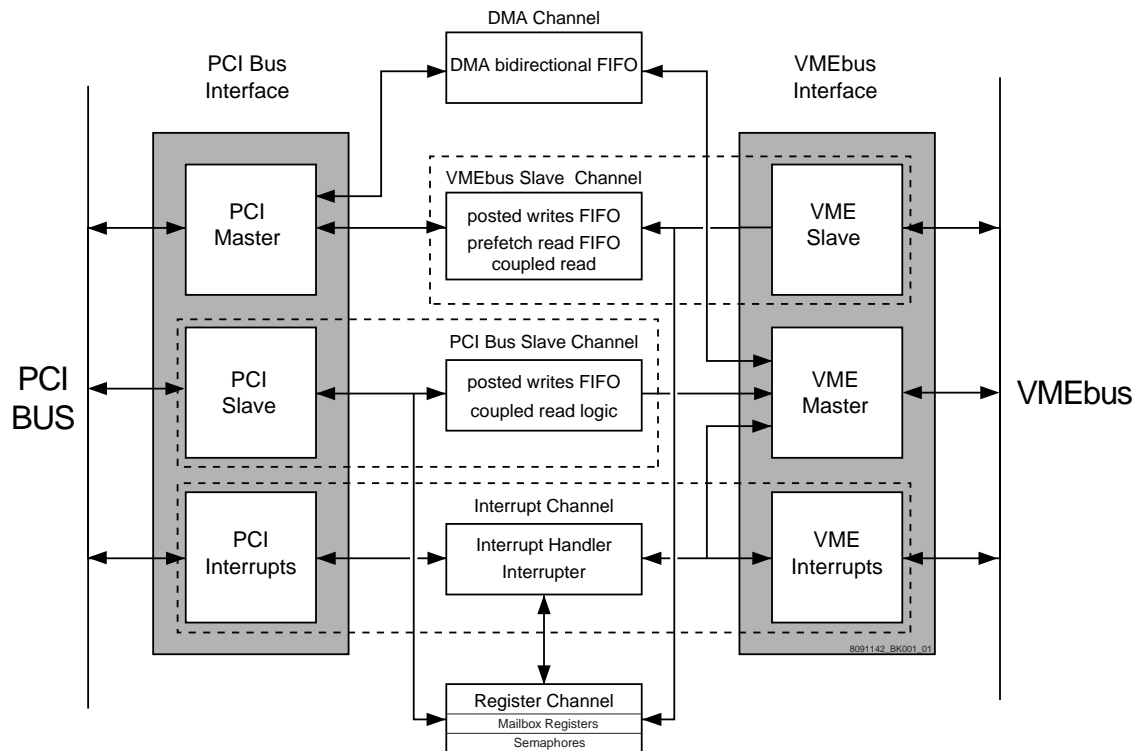 DMA Channel
DMA bidirectional FIFO
PCI Bus
Interface
VMEbus
Interface
VMEbus Slave Channel
PCI
Master
posted writes FIFO
prefetch read FIFO
coupled read
VME
Slave
PCI Bus Slave Channel
PCI
BUS
PCI
Slave
posted writes FIFO
coupled read logic
VME
Master
VMEbus
Interrupt Channel
PCI
Interrupts
Interrupt Handler
Interrupter
VME
Interrupts
8091142_BK001_01
Register Channel
Mailbox Registers
Semaphores